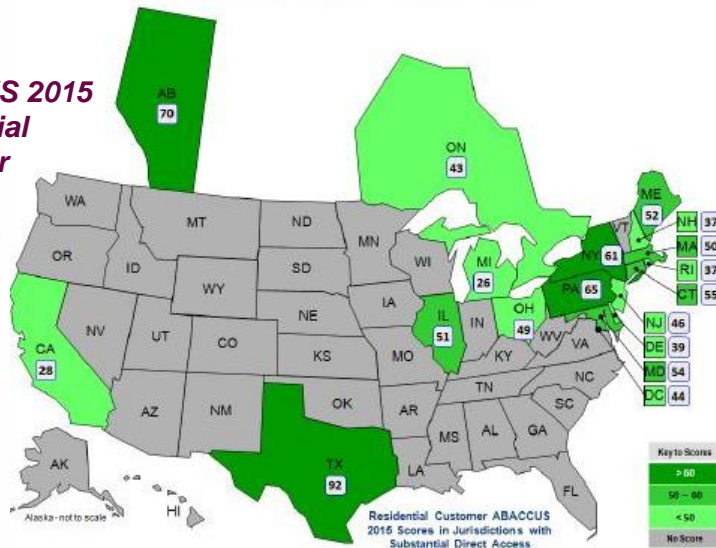 S 2015
ial
r
AB
70
ON
43
WA
MT
ND
MN
OR
ID
SD
WI
WY
MI
26
IA
NE
NV
UT
CO
CA
28
IL
51
IN
OH
49
PA
65
NY
61
VT
ME
52
NH 37
MA 50
RI 37
CT 55
NJ 46
DE 39
MD 54
DC 44
KS
MO
KY
WV
VA
NC
TN
AZ
NM
OK
AR
SC
MS
AL
GA
LA
TX
92
FL
AK
HI
Alaska - not to scale
Residential Customer ABACCUS
2015 Scores in Jurisdictions with
Substantial Direct Access
Key to Scores
> 60
50 – 60
< 50
No Score